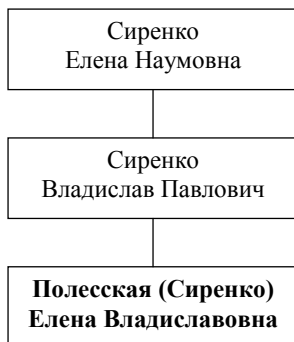 Сиренко
Елена Наумовна
Сиренко
Владислав Павлович
Полесская (Сиренко)
Елена Владиславовна